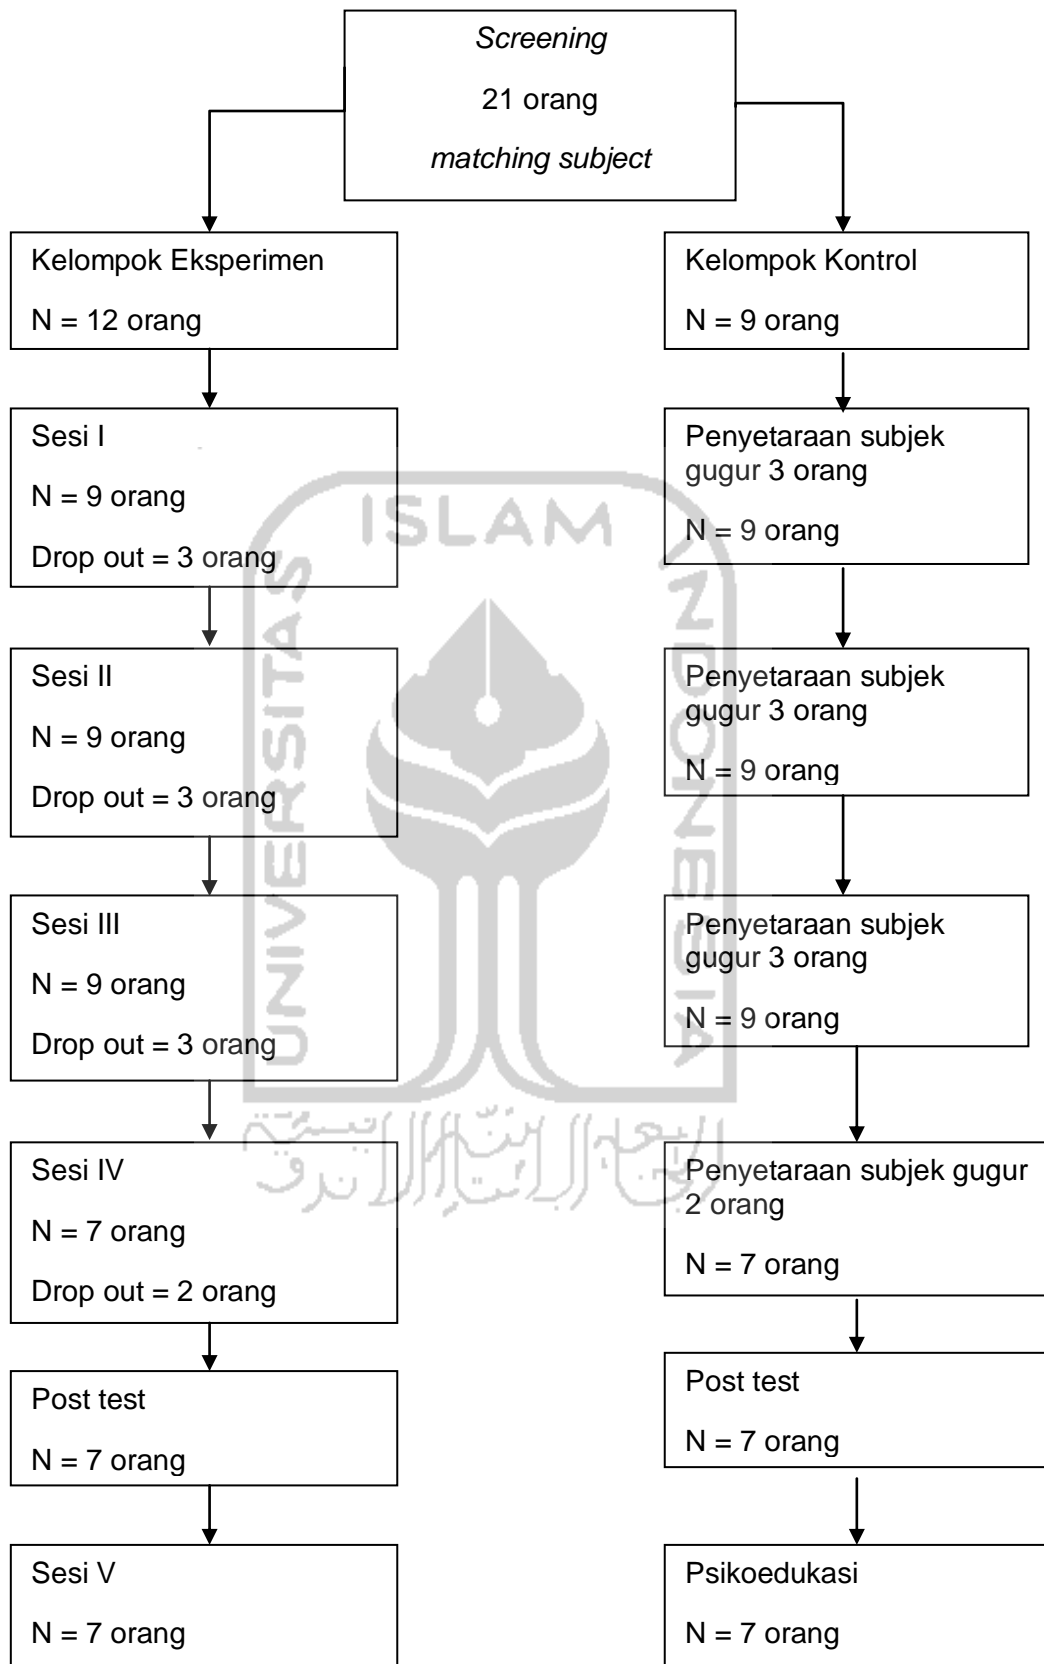 Screening
21 orang
matching subject
Kelompok Eksperimen
N = 12 orang
Kelompok Kontrol
N = 9 orang
Sesi I
N = 9 orang
Drop out = 3 orang
Penyetaraan subjek
gugur 3 orang
N = 9 orang
Sesi II
N = 9 orang
Drop out = 3 orang
Penyetaraan subjek
gugur 3 orang
N = 9 orang
Sesi III
N = 9 orang
Drop out = 3 orang
Penyetaraan subjek
gugur 3 orang
N = 9 orang
Sesi IV
N = 7 orang
Drop out = 2 orang
Penyetaraan subjek gugur
2 orang
N = 7 orang
Post test
N = 7 orang
Post test
N = 7 orang
Sesi V
N = 7 orang
Psikoedukasi
N = 7 orang
UNIVERSITAS
ISLAM
INDONESIA